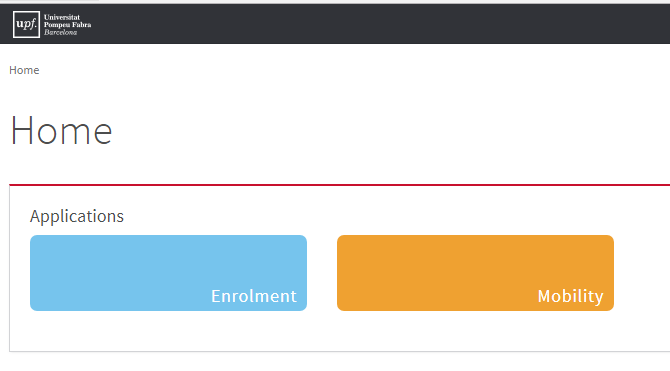 upf.
Universitat
Pompeu Fabra
Barcelona
Home
Home
Applications
Enrolment
Mobility